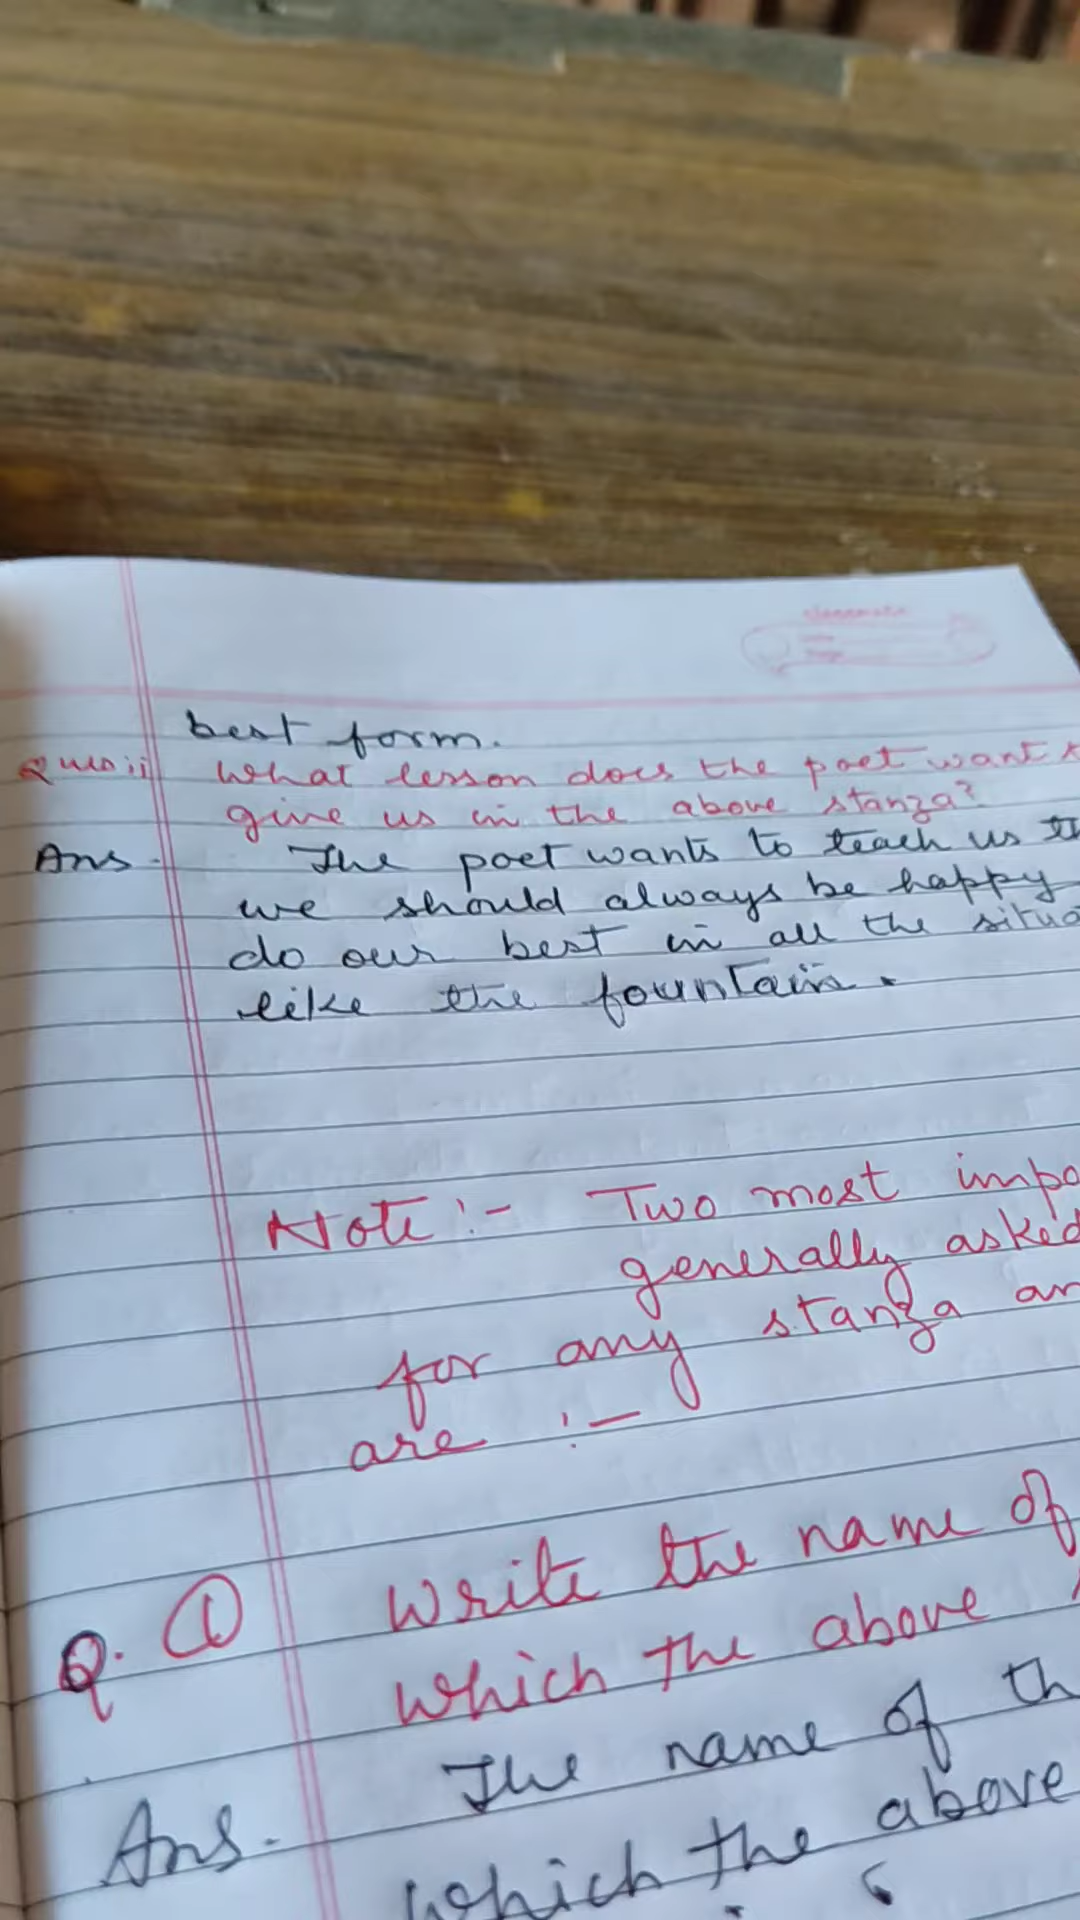 best form.
Ques ii What lesson does the poet want
give us in the above stanza?
Ans - The poet wants to teach us
we should always be happy
do our best in all the
like the fountain.
Note :- Two most
generally asked
for any stanza
are :-
Q. ① Write the name of
which the above
Ans. The name of
which the above